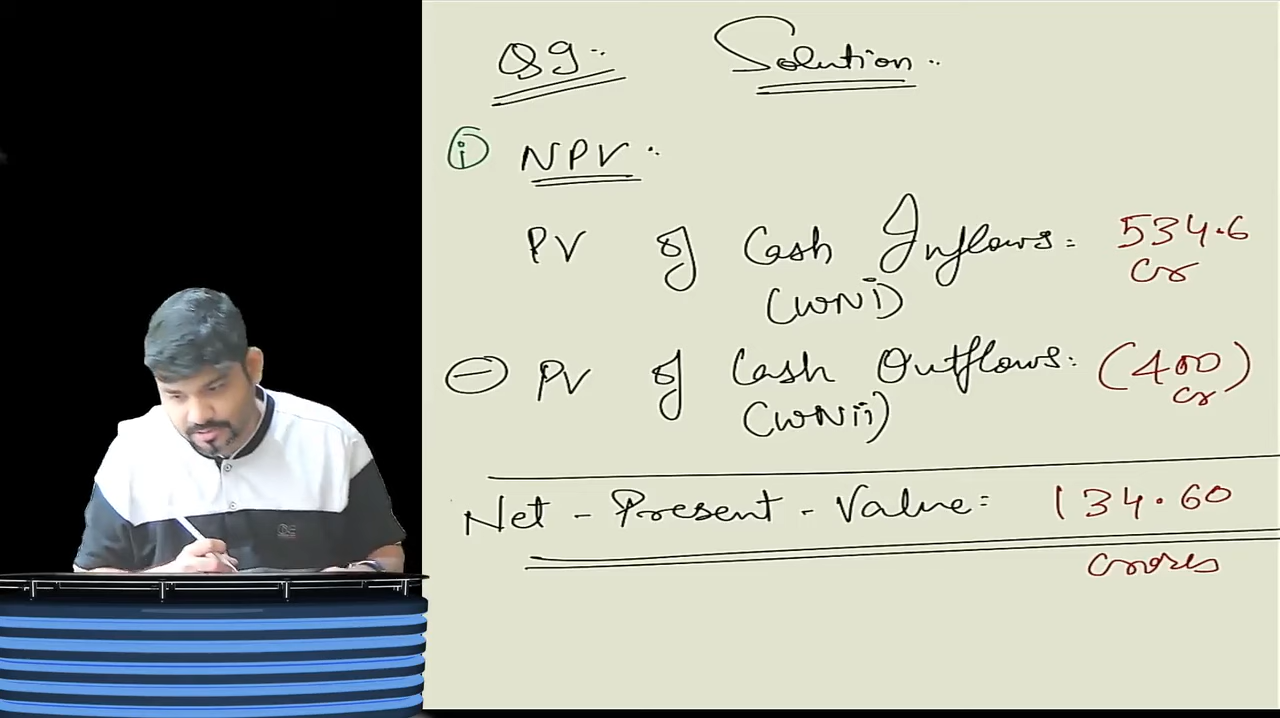 Q9:. Solution..
i NPV:.
PV of Cash Inflows = 534.6
cr
(WNi)
(-) PV of Cash Outflows: (400)
cr
(WNii)
Net-Present-Value= 134.60
crores